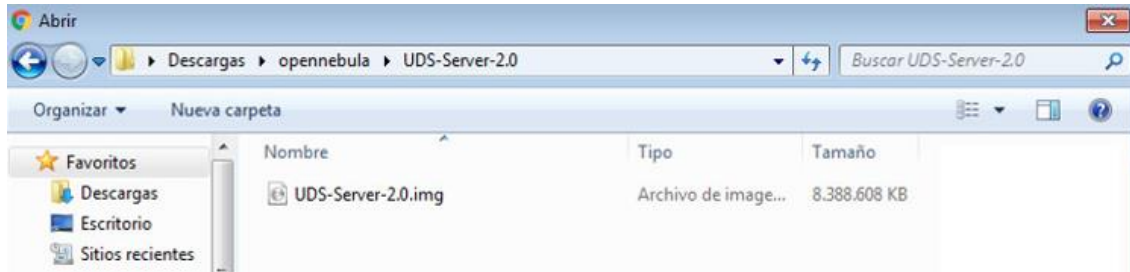 Abrir
Descargas opennebula UDS-Server-2.0 Buscar UDS-Server-2.0
Organizar Nueva carpeta
Favoritos Nombre Tipo Tamaño
Descargas UDS-Server-2.0.img Archivo de image... 8.388.608 KB
Escritorio
Sitios recientes